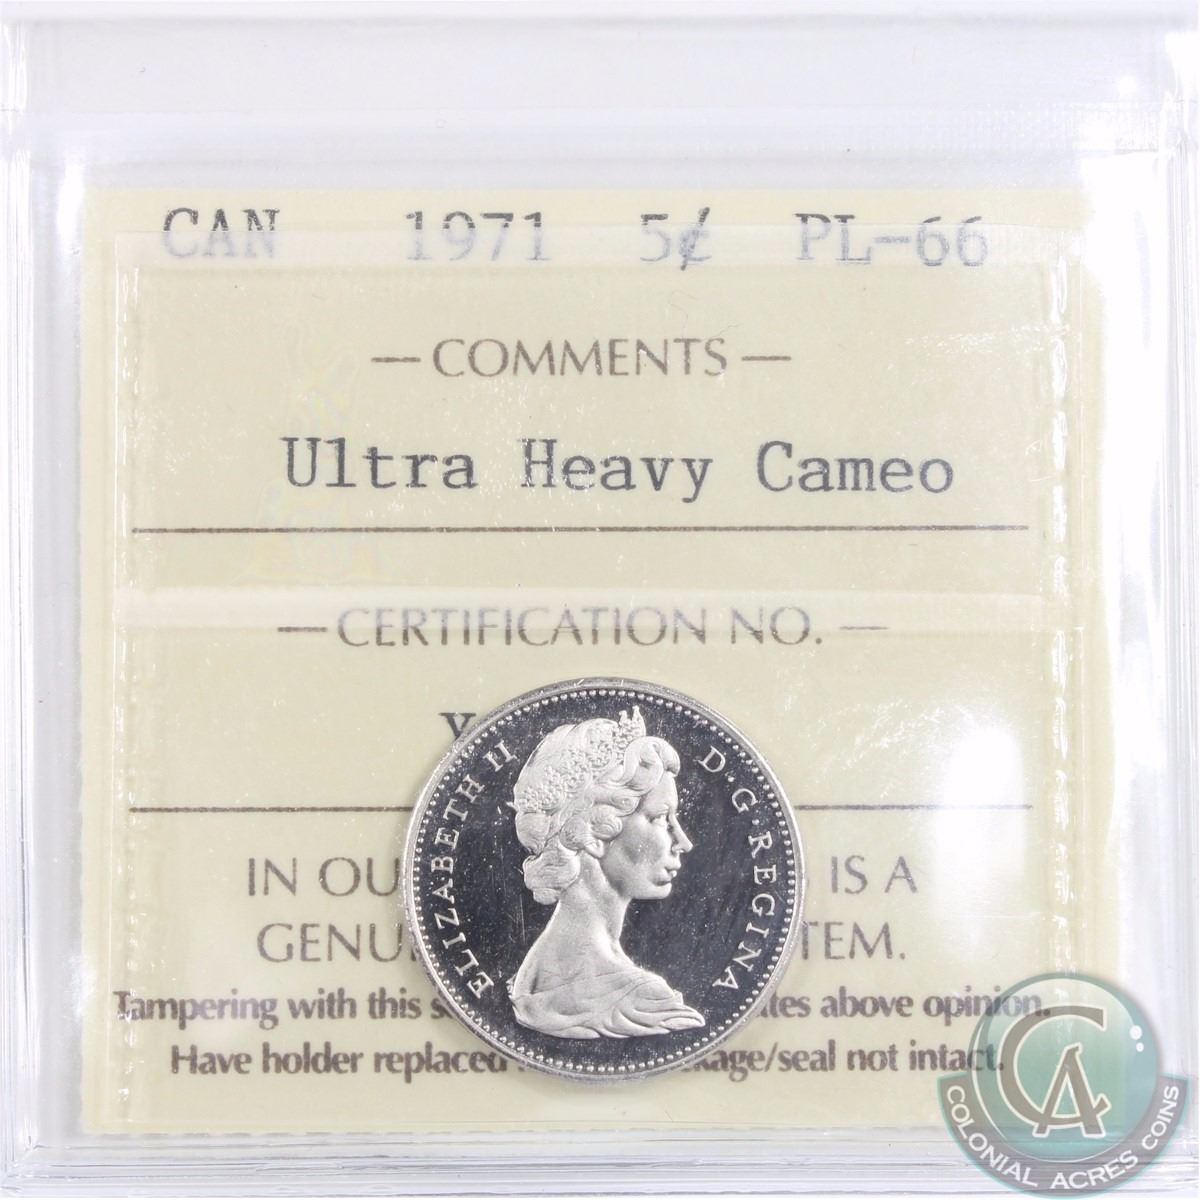 CAN 1971 5¢ PL-66
— COMMENTS —
Ultra Heavy Cameo
— CERTIFICATION NO. —
ELIZABETH II D·G·REGINA
IN OU IS A
GENU TEM.
Tampering with this s tes above opinion.
Have holder replaced kage/seal not intact.
CA
COLONIAL ACRES COINS